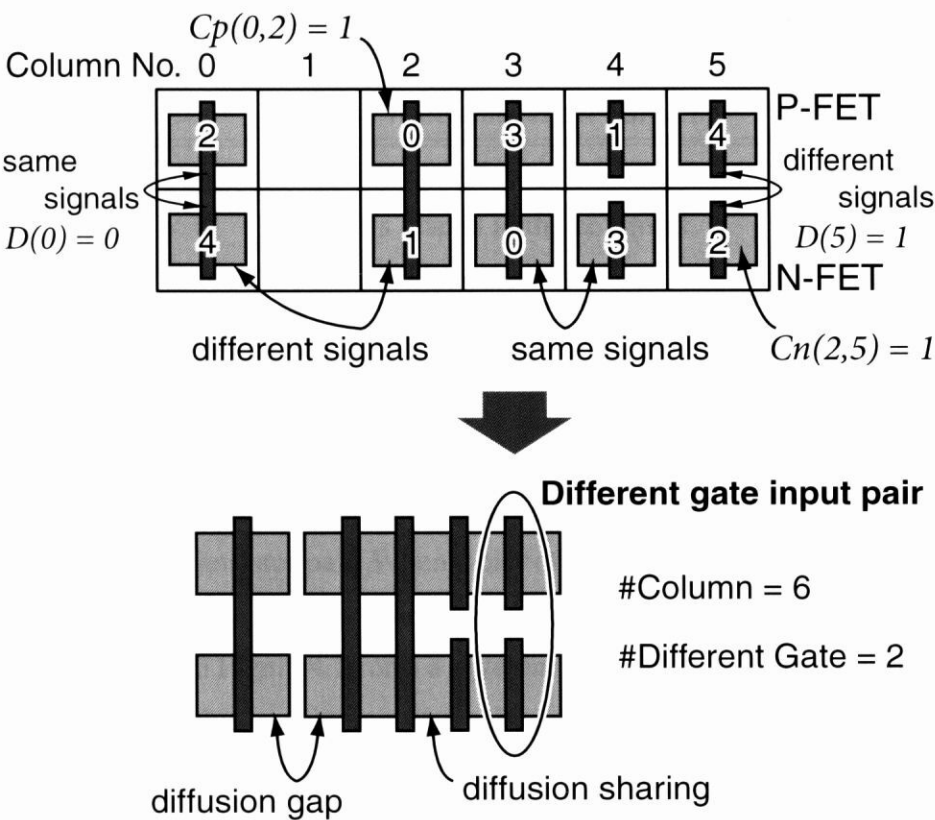 Cp(0,2) = 1
Column No. 0 1 2 3 4 5
P-FET
2 0 3 1 4
same
signals
D(0) = 0
different
signals
D(5) = 1
4 1 0 3 2
N-FET
different signals
same signals
Cn(2,5) = 1
Different gate input pair
#Column = 6
#Different Gate = 2
diffusion gap
diffusion sharing